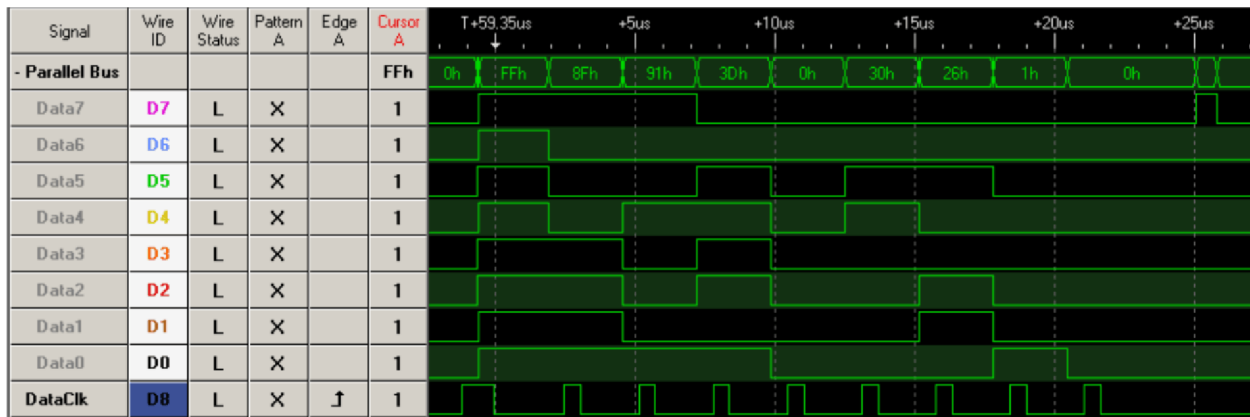 Signal Wire ID Wire Status Pattern A Edge A Cursor A T+59.35us +5us +10us +15us +20us +25us
- Parallel Bus FFh 0h FFh 8Fh 91h 3Dh 0h 30h 26h 1h 0h
Data7 D7 L X 1
Data6 D6 L X 1
Data5 D5 L X 1
Data4 D4 L X 1
Data3 D3 L X 1
Data2 D2 L X 1
Data1 D1 L X 1
Data0 D0 L X 1
DataClk D8 L X 1